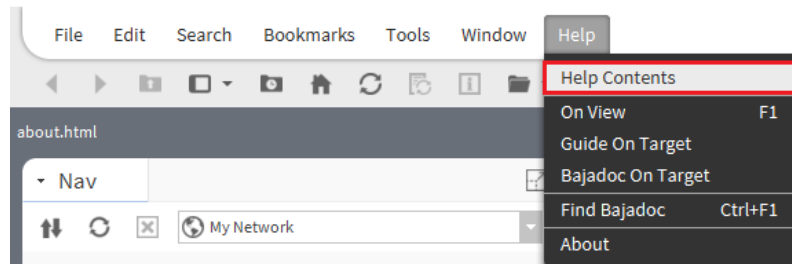 File Edit Search Bookmarks Tools Window Help
Help Contents
On View F1
about.html
Guide On Target
Nav
Bajadoc On Target
My Network
Find Bajadoc Ctrl+F1
About